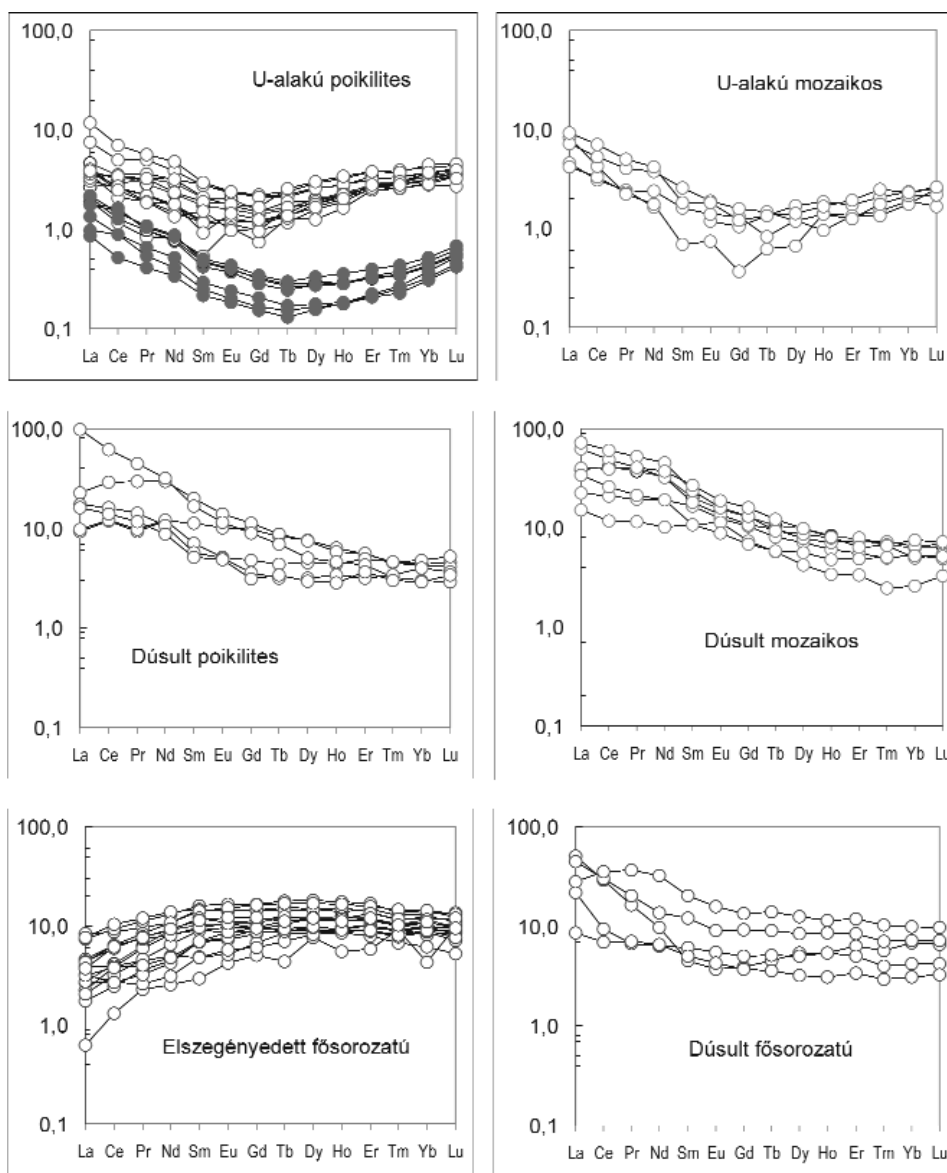 100,0
U-alakú poikilites
10,0
1,0
0,1
La Ce Pr Nd Sm Eu Gd Tb Dy Ho Er Tm Yb Lu
100,0
U-alakú mozaikos
10,0
1,0
0,1
La Ce Pr Nd Sm Eu Gd Tb Dy Ho Er Tm Yb Lu
100,0
10,0
1,0
Dúsult poikilites
0,1
La Ce Pr Nd Sm Eu Gd Tb Dy Ho Er Tm Yb Lu
100,0
10,0
1,0
Dúsult mozaikos
0,1
La Ce Pr Nd Sm Eu Gd Tb Dy Ho Er Tm Yb Lu
100,0
10,0
1,0
Elszegényedett fősorozatú
0,1
La Ce Pr Nd Sm Eu Gd Tb Dy Ho Er Tm Yb Lu
100,0
10,0
1,0
Dúsult fősorozatú
0,1
La Ce Pr Nd Sm Eu Gd Tb Dy Ho Er Tm Yb Lu